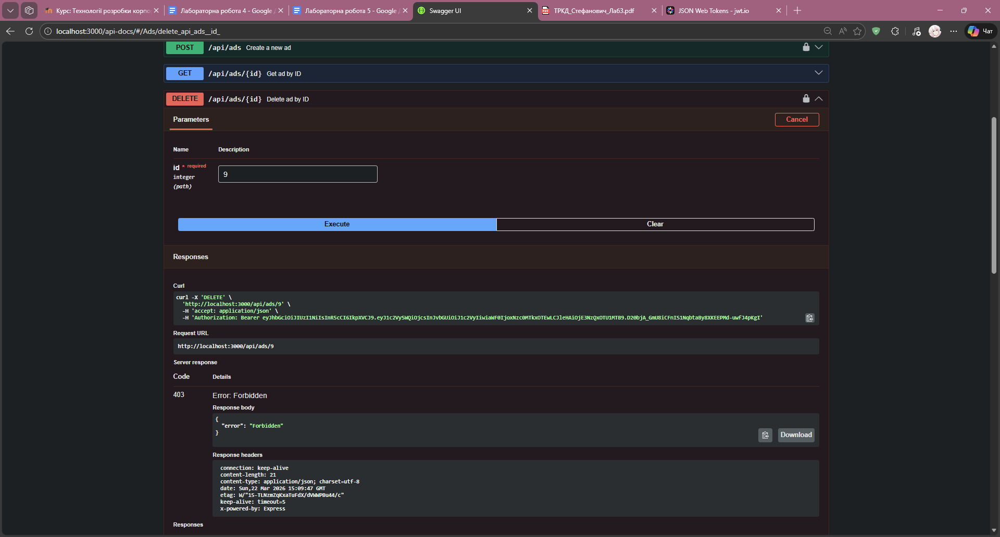 Курс: Технології розробки корпо
Лабораторна робота 4 - Google
Лабораторна робота 5 - Google
Swagger UI
ТРКД_Стефанович_Лаб3.pdf
JSON Web Tokens - jwt.io
localhost:3000/api-docs/#/Ads/delete_api_ads__id_
Чат
POST /api/ads Create a new ad
GET /api/ads/{id} Get ad by ID
DELETE /api/ads/{id} Delete ad by ID
Parameters
Cancel
Name Description
id * required
integer
(path)
9
Execute
Clear
Responses
Curl
curl -X 'DELETE' \
'http://localhost:3000/api/ads/9' \
-H 'accept: application/json' \
-H 'Authorization: Bearer eyJhbGciOiJIUzI1NiIsInR5cCI6IkpXVCJ9.eyJ1c2VySWQiOjcsInJvbGUiOiJ1c2VyIiwiaWF0IjoxNzc0MTkxOTEwLCJleHAiOjE3NzQxOTU1MTB9.D20bjA_GmU8iCFnIS1NqbtaBy8XKEEPMd-uwfJ4pKgI'
Request URL
http://localhost:3000/api/ads/9
Server response
Code Details
403
Error: Forbidden
Response body
{
"error": "Forbidden"
}
Download
Response headers
connection: keep-alive
content-length: 21
content-type: application/json; charset=utf-8
date: Sun,22 Mar 2026 15:09:47 GMT
etag: W/"15-TLNzmZqKxaTuFdX/dVWWPBu44/c"
keep-alive: timeout=5
x-powered-by: Express
Responses